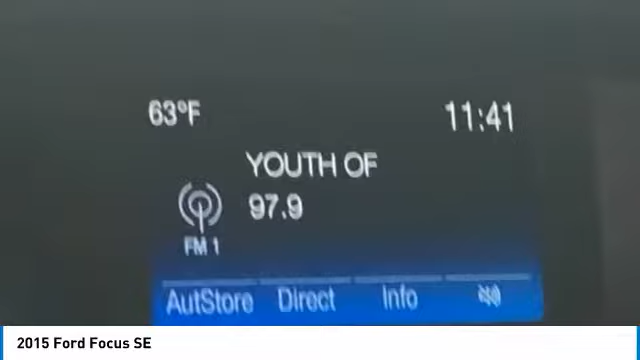 63°F 11:41
YOUTH OF
97.9
FM 1
AutStore Direct Info
2015 Ford Focus SE